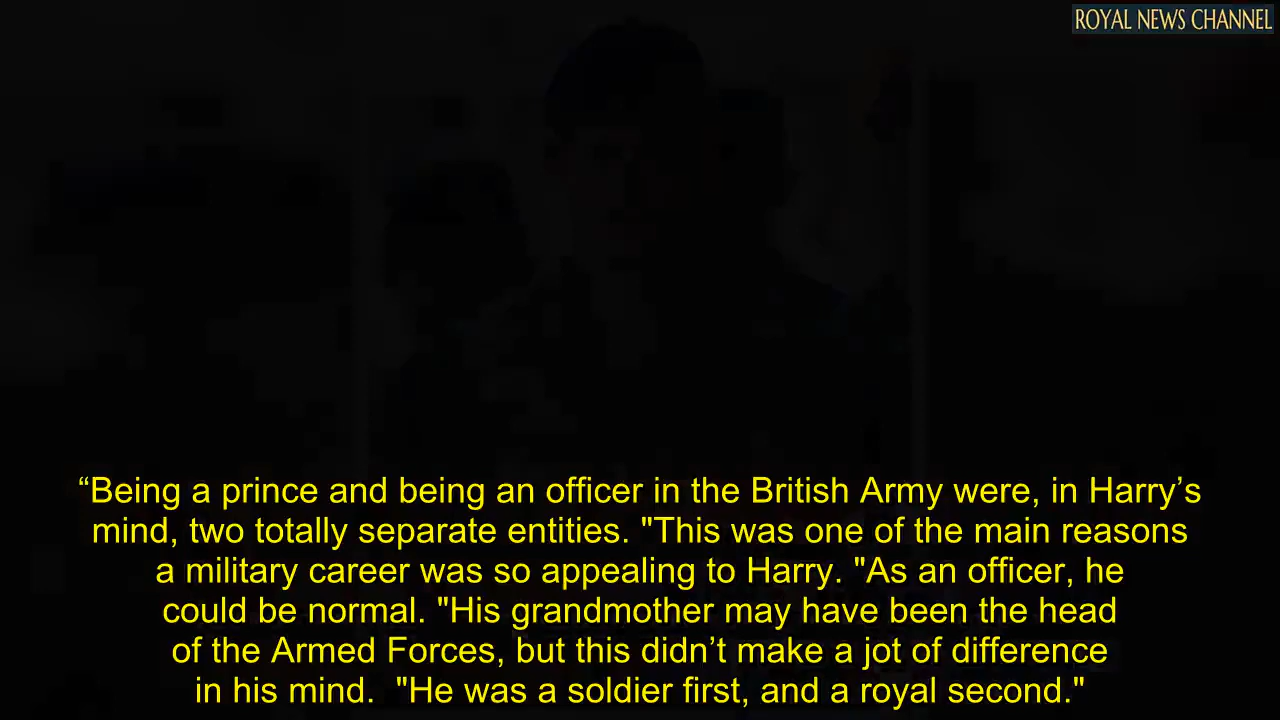 ROYAL NEWS CHANNEL
“Being a prince and being an officer in the British Army were, in Harry’s
mind, two totally separate entities. "This was one of the main reasons
a military career was so appealing to Harry. "As an officer, he
could be normal. "His grandmother may have been the head
of the Armed Forces, but this didn’t make a jot of difference
in his mind.  "He was a soldier first, and a royal second."